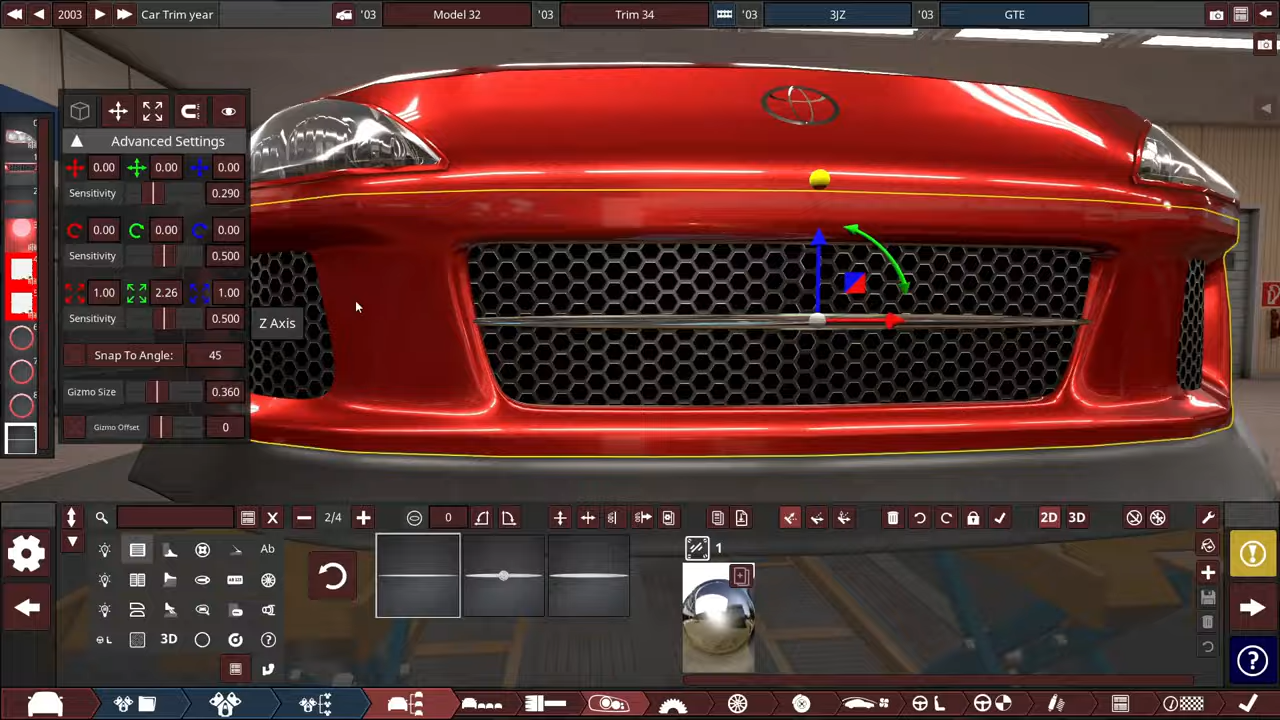 2003 Car Trim year '03 Model 32 '03 Trim 34 '03 3JZ '03 GTE
Advanced Settings
0.00 0.00 0.00
Sensitivity 0.290
0.00 0.00 0.00
Sensitivity 0.500
1.00 2.26 1.00
Sensitivity 0.500
Z Axis
Snap To Angle: 45
Gizmo Size 0.360
Gizmo Offset 0
2/4 0 2D 3D
Ab
1
L 3D ?
?